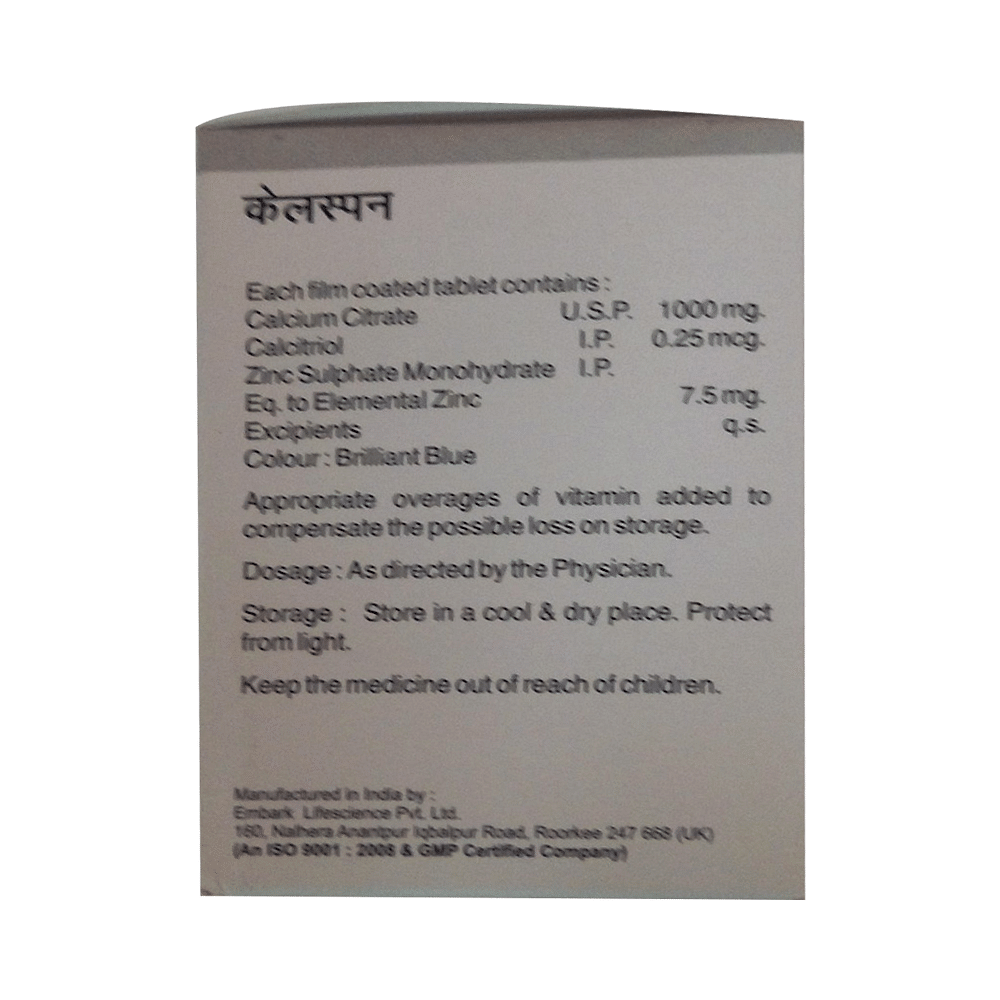 केलस्पन
Each film coated tablet contains :
Calcium Citrate U.S.P. 1000 mg.
Calcitriol I.P. 0.25 mcg.
Zinc Sulphate Monohydrate I.P.
Eq. to Elemental Zinc 7.5 mg.
Excipients q.s.
Colour : Brilliant Blue
Appropriate overages of vitamin added to
compensate the possible loss on storage.
Dosage : As directed by the Physician.
Storage : Store in a cool & dry place. Protect
from light.
Keep the medicine out of reach of children.
Manufactured in India by :
Embark Lifescience Pvt. Ltd.
160, Nalhera Anantpur Iqbalpur Road, Roorkee 247 668 (UK)
(An ISO 9001 : 2008 & GMP Certified Company)